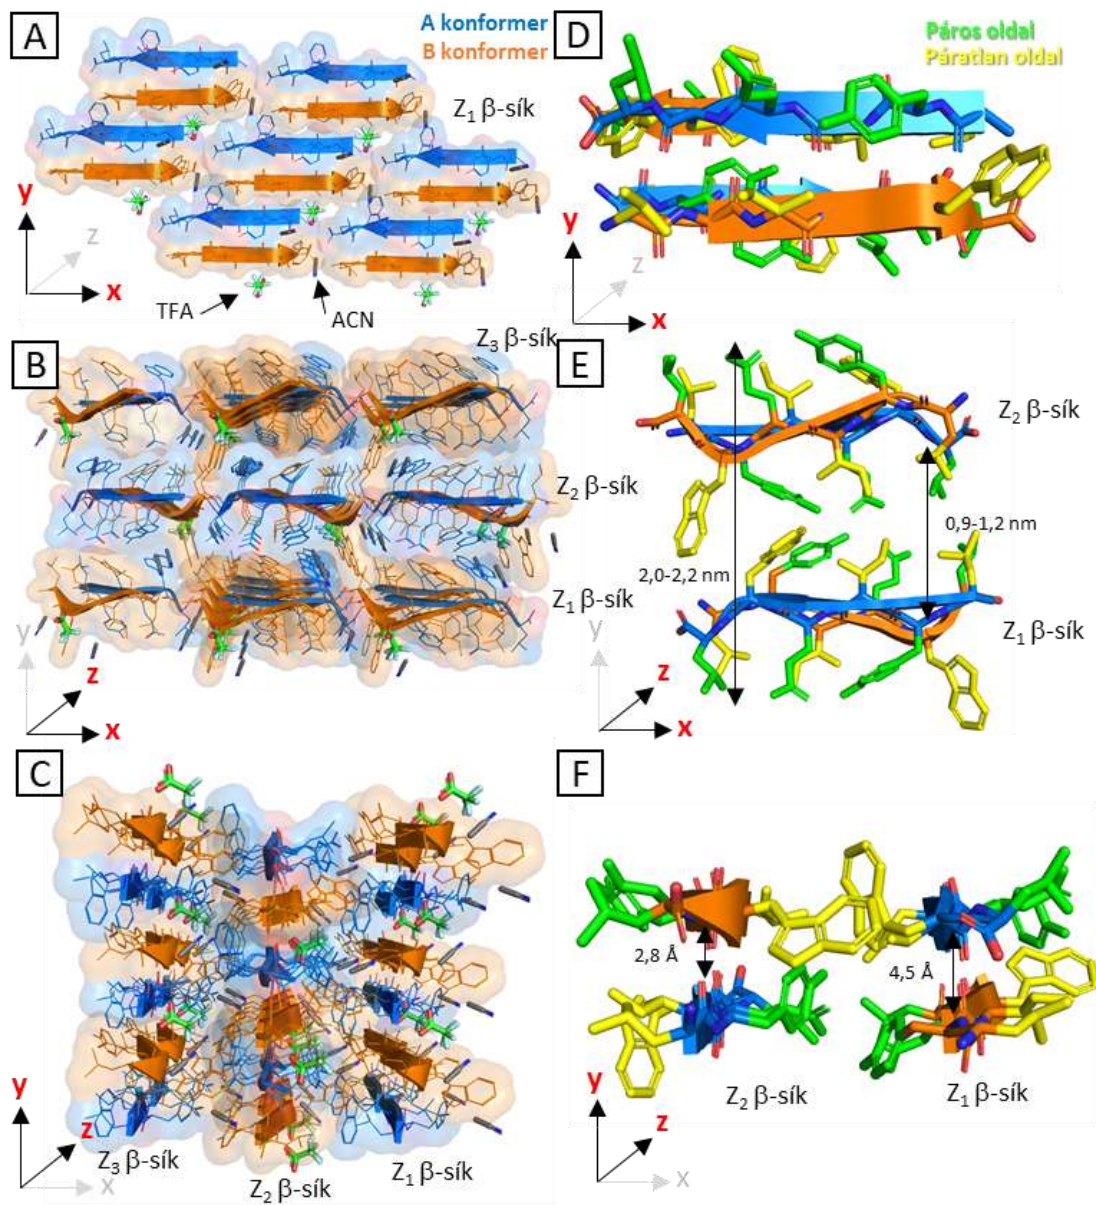 A
A konformer
B konformer
Z1 β-sík
y
z
x
TFA
ACN
D
Páros oldal
Páratlan oldal
y
z
x
B
Z3 β-sík
Z2 β-sík
Z1 β-sík
y
z
x
E
Z2 β-sík
0,9-1,2 nm
2,0-2,2 nm
Z1 β-sík
y
z
x
C
y
z
x
Z3 β-sík
Z2 β-sík
Z1 β-sík
F
2,8 Å
4,5 Å
Z2 β-sík
Z1 β-sík
y
z
x